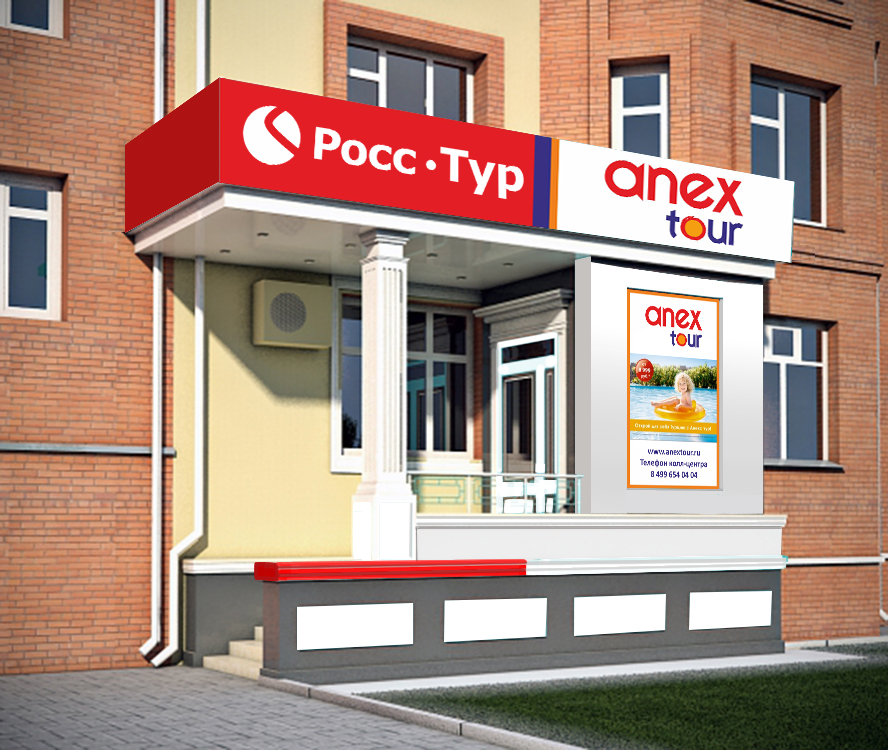 Росс·Тур
anex
tour
anex
tour
www.anextour.ru
Телефон колл-центра
8 499 654 04 04